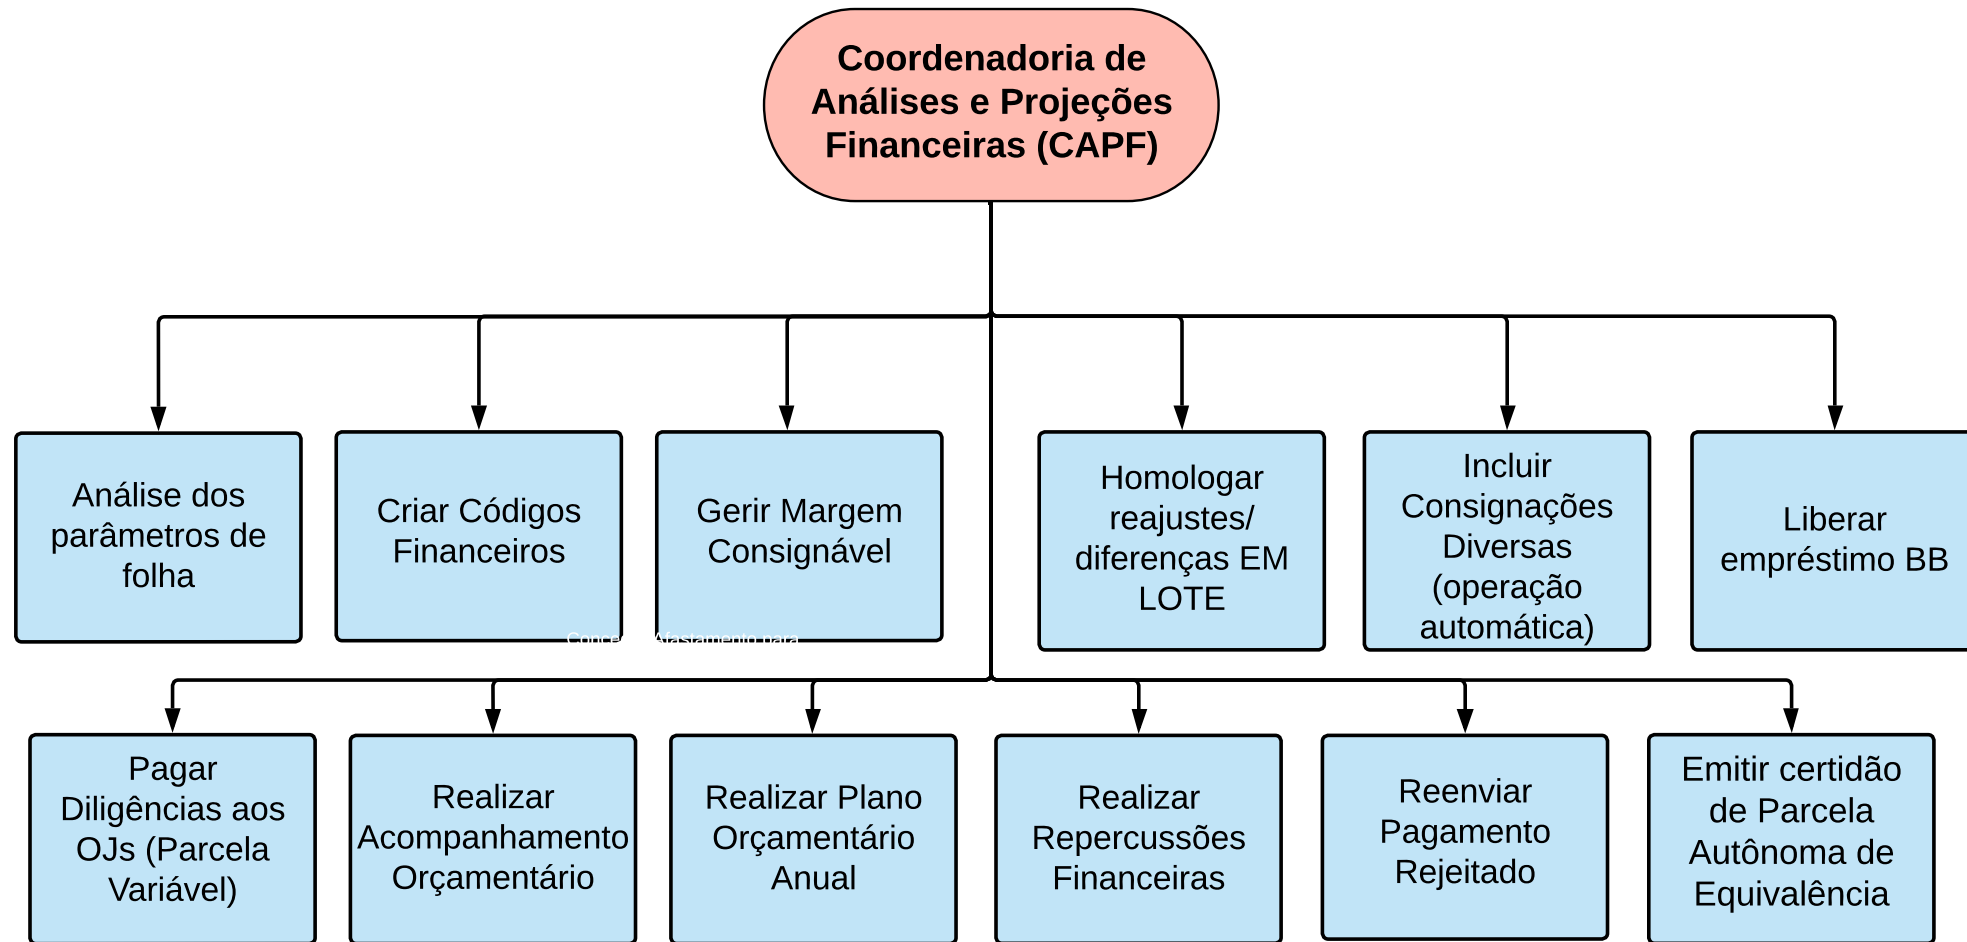 Coordenadoria de
Análises e Projeções
Financeiras (CAPF)
Análise dos
parâmetros de
folha
Criar Códigos
Financeiros
Gerir Margem
Consignável
Homologar
reajustes/
diferenças EM
LOTE
Incluir
Consignações
Diversas
(operação
automática)
Liberar
empréstimo BB
Afastamento para
Pagar
Diligências aos
OJs (Parcela
Variável)
Realizar
Acompanhamento
Orçamentário
Realizar Plano
Orçamentário
Anual
Realizar
Repercussões
Financeiras
Reenviar
Pagamento
Rejeitado
Emitir certidão
de Parcela
Autônoma de
Equivalência